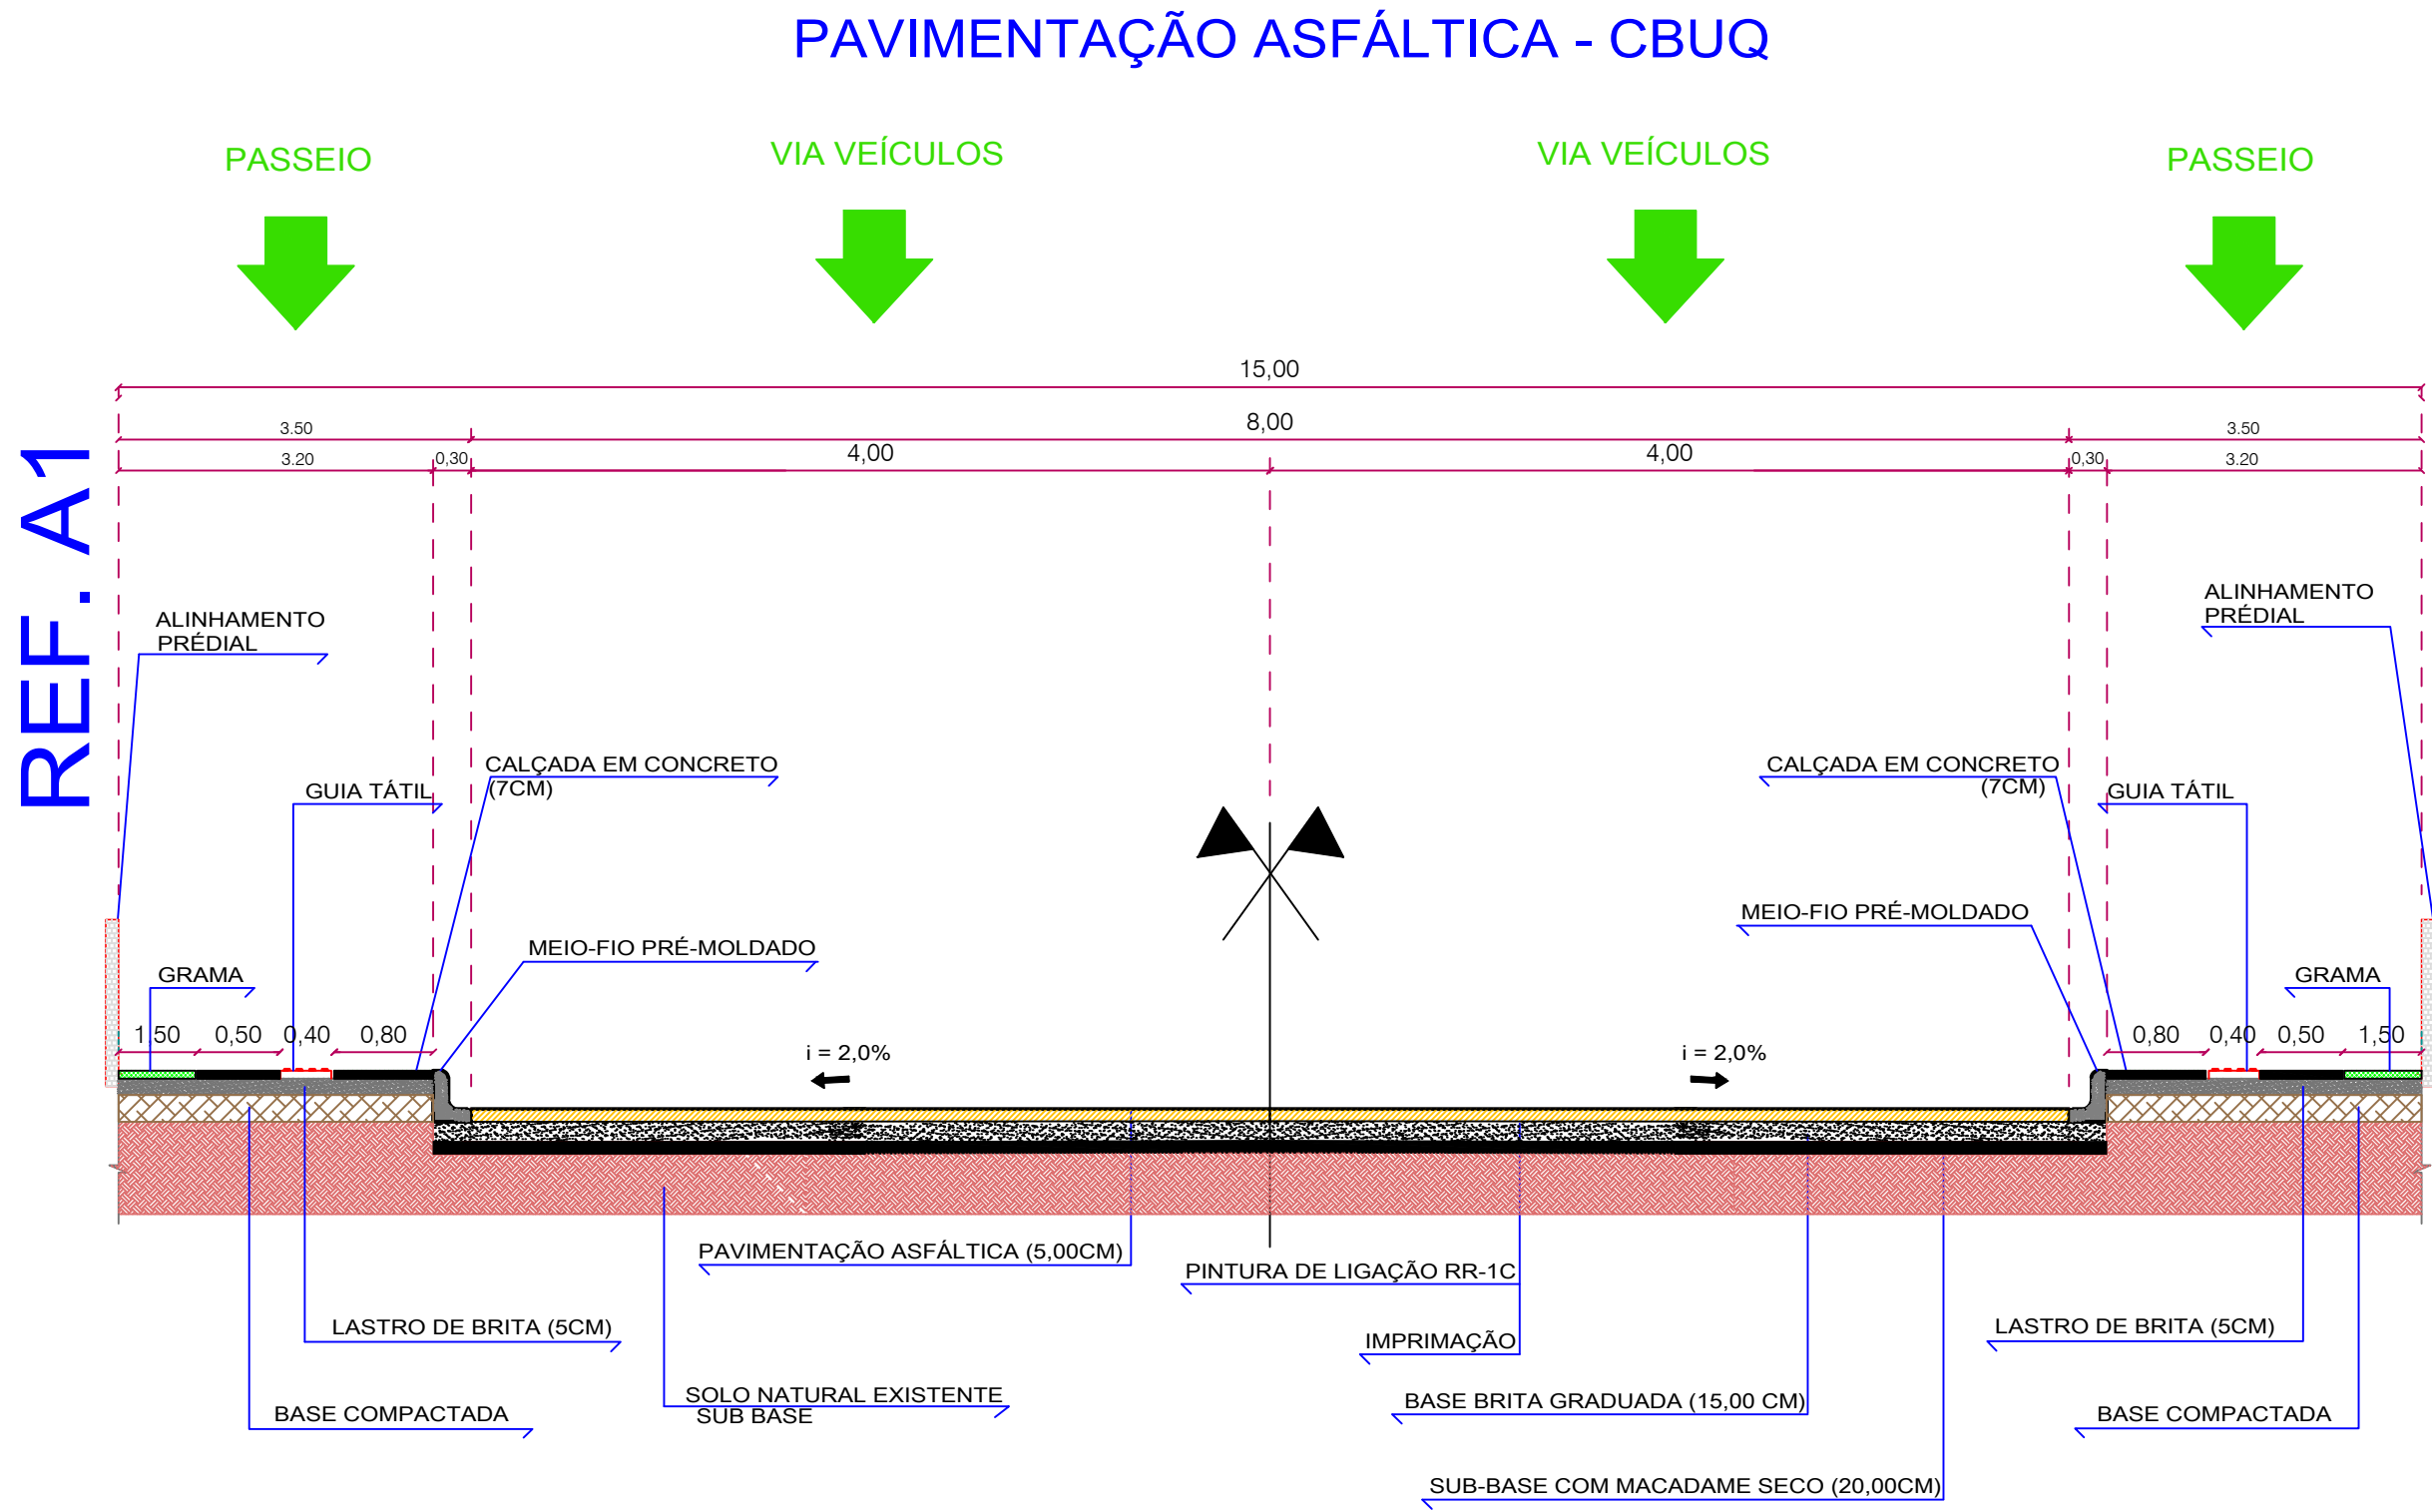 PAVIMENTAÇÃO ASFÁLTICA - CBUQ
PASSEIO
VIA VEÍCULOS
VIA VEÍCULOS
PASSEIO
REF. A1
15,00
3.50
8,00
3.50
3.20
0,30
4,00
4,00
0,30
3.20
ALINHAMENTO
PRÉDIAL
ALINHAMENTO
PRÉDIAL
CALÇADA EM CONCRETO
(7CM)
GUIA TÁTIL
CALÇADA EM CONCRETO
(7CM)
GUIA TÁTIL
MEIO-FIO PRÉ-MOLDADO
MEIO-FIO PRÉ-MOLDADO
GRAMA
GRAMA
1,50
0,50
0,40
0,80
i = 2,0%
i = 2,0%
0,80
0,40
0,50
1,50
PAVIMENTAÇÃO ASFÁLTICA (5,00CM)
PINTURA DE LIGAÇÃO RR-1C
LASTRO DE BRITA (5CM)
IMPRIMAÇÃO
LASTRO DE BRITA (5CM)
SOLO NATURAL EXISTENTE
SUB BASE
BASE BRITA GRADUADA (15,00 CM)
BASE COMPACTADA
BASE COMPACTADA
SUB-BASE COM MACADAME SECO (20,00CM)